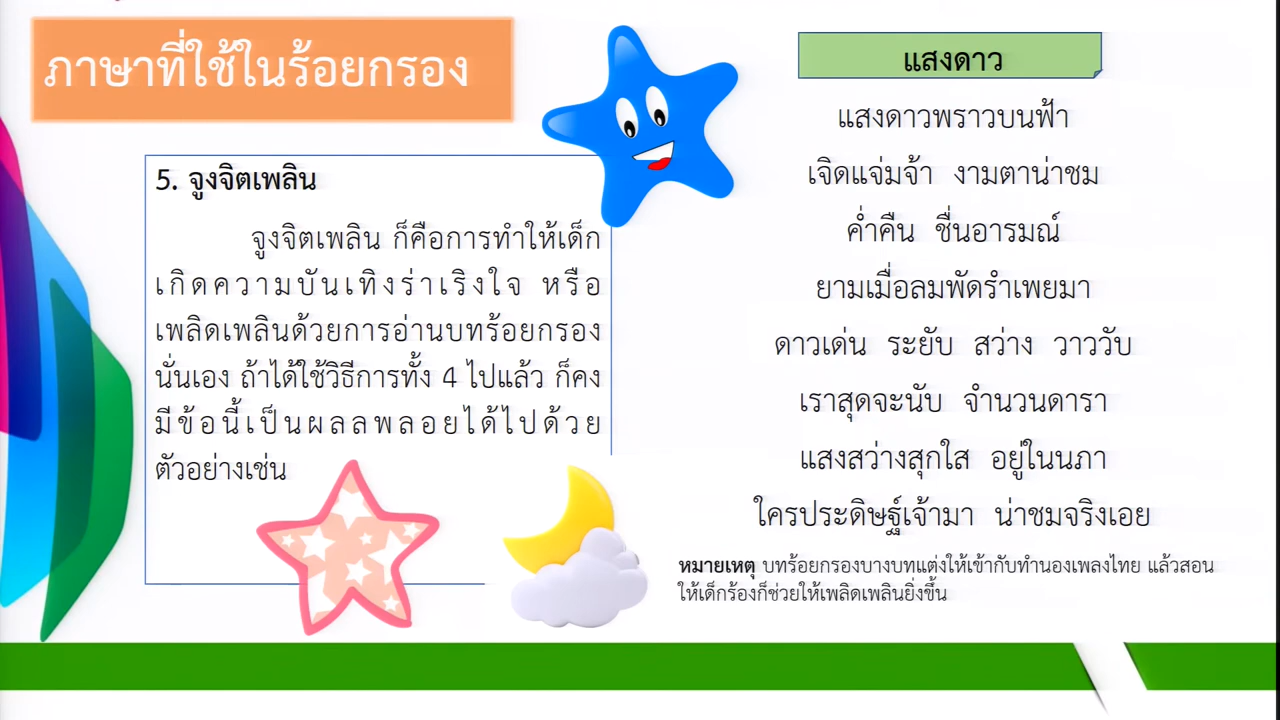 ภาษาที่ใช้ในร้อยกรอง
5. จูงจิตเพลิน
จูงจิตเพลิน ก็คือการทำให้เด็ก
เกิดความบันเทิงร่าเริงใจ หรือ
เพลิดเพลินด้วยการอ่านบทร้อยกรอง
นั่นเอง ถ้าได้ใช้วิธีการทั้ง 4 ไปแล้ว ก็คง
มีข้อนี้เป็นผลลพลอยได้ไปด้วย
ตัวอย่างเช่น
แสงดาว
แสงดาวพราวบนฟ้า
เจิดแจ่มจ้า งามตาน่าชม
ค่ำคืน ชื่นอารมณ์
ยามเมื่อลมพัดรำเพยมา
ดาวเด่น ระยับ สว่าง วาววับ
เราสุดจะนับ จำนวนดารา
แสงสว่างสุกใส อยู่ในนภา
ใครประดิษฐ์เจ้ามา น่าชมจริงเอย
หมายเหตุ บทร้อยกรองบางบทแต่งให้เข้ากับทำนองเพลงไทย แล้วสอน
ให้เด็กร้องก็ช่วยให้เพลิดเพลินยิ่งขึ้น